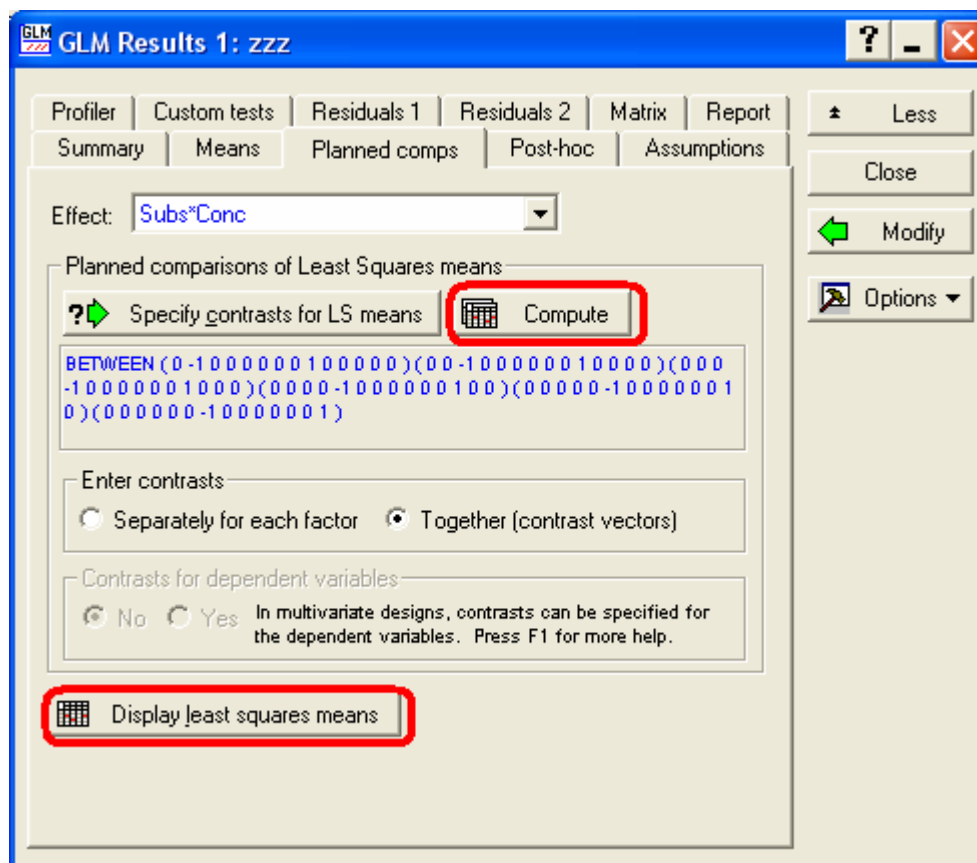 GLM
GLM Results 1: zzz
?
Profiler Custom tests Residuals 1 Residuals 2 Matrix Report
Summary Means Planned comps Post-hoc Assumptions
Less
Close
Modify
Options
Effect: Subs*Conc
Planned comparisons of Least Squares means
? Specify contrasts for LS means Compute
BETWEEN ( 0 -1 0 0 0 0 0 0 1 0 0 0 0 0 ) ( 0 0 -1 0 0 0 0 0 0 1 0 0 0 0 ) ( 0 0 0
-1 0 0 0 0 0 0 1 0 0 0 ) ( 0 0 0 0 -1 0 0 0 0 0 0 1 0 0 ) ( 0 0 0 0 0 -1 0 0 0 0 0 0 1
0 ) ( 0 0 0 0 0 0 -1 0 0 0 0 0 0 1 )
Enter contrasts
Separately for each factor Together (contrast vectors)
Contrasts for dependent variables
No Yes In multivariate designs, contrasts can be specified for
the dependent variables. Press F1 for more help.
Display least squares means